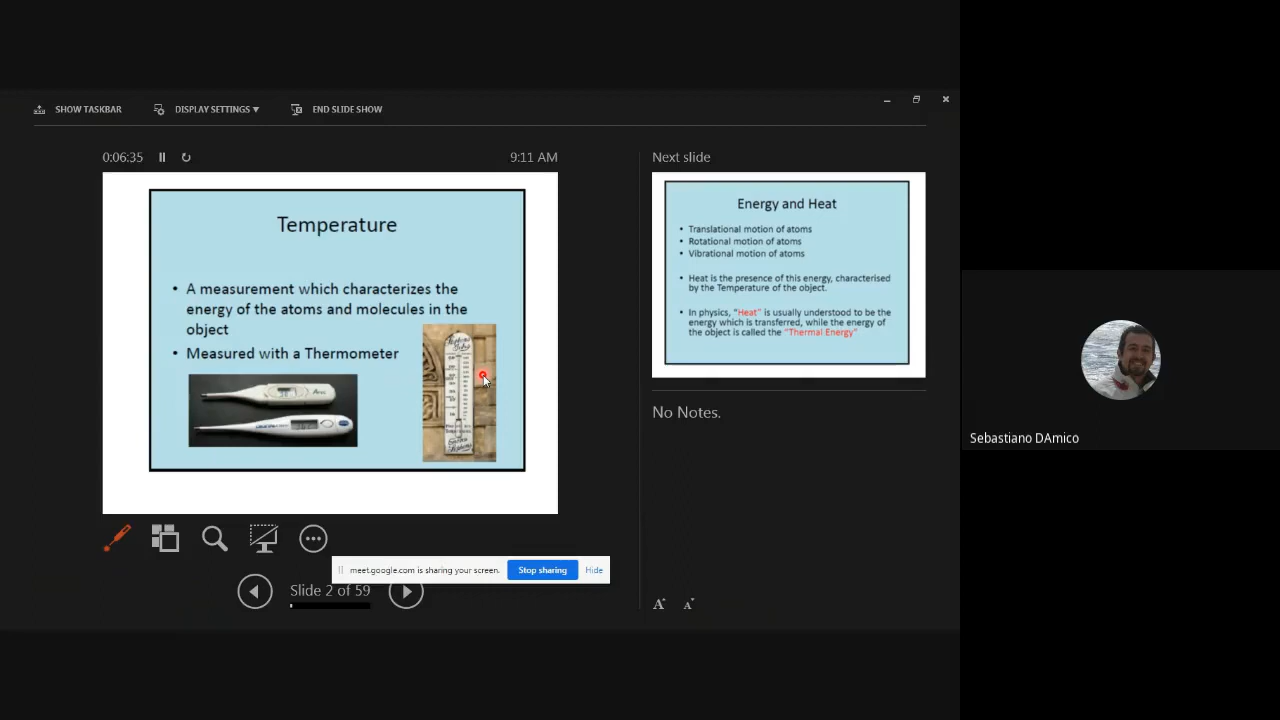 SHOW TASKBAR
DISPLAY SETTINGS
END SLIDE SHOW
0:06:35
9:11 AM
Temperature
• A measurement which characterizes the
energy of the atoms and molecules in the
object
• Measured with a Thermometer
Next slide
Energy and Heat
• Translational motion of atoms
• Rotational motion of atoms
• Vibrational motion of atoms
• Heat is the presence of this energy, characterised
by the Temperature of the object.
• In physics, "Heat" is usually understood to be the
energy which is transferred, while the energy of
the object is called the "Thermal Energy"
No Notes.
meet.google.com is sharing your screen.
Stop sharing
Hide
Slide 2 of 59
A A
Sebastiano DAmico